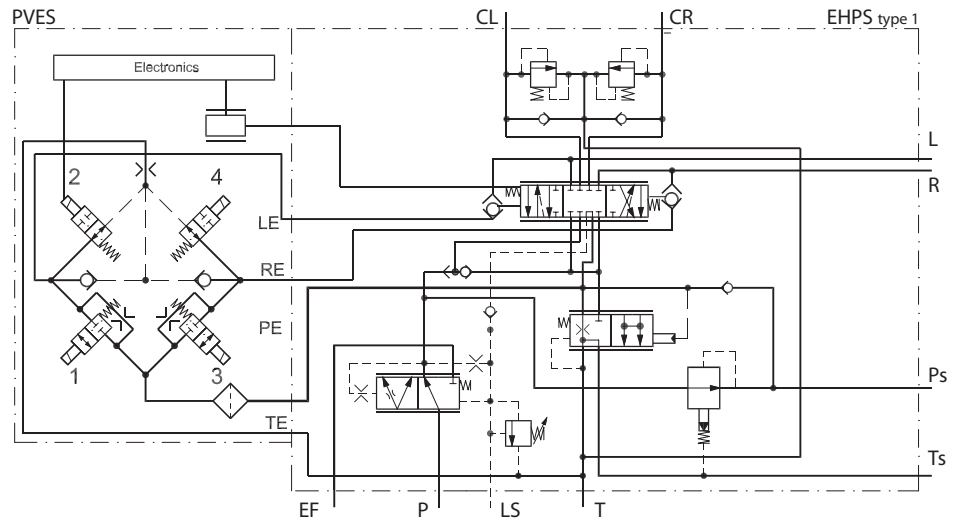 PVES
CL
CR
EHPS type 1
Electronics
L
2
4
R
LE
RE
PE
1
3
Ps
TE
Ts
EF
P
LS
T